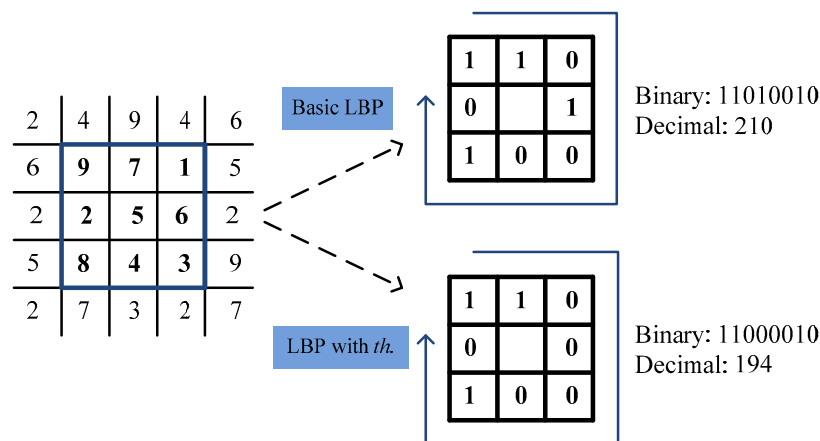 2 4 9 4 6
6 9 7 1 5
2 2 5 6 2
5 8 4 3 9
2 7 3 2 7
Basic LBP
1 1 0
0 1
1 0 0
Binary: 11010010
Decimal: 210
LBP with th.
1 1 0
0 0
1 0 0
Binary: 11000010
Decimal: 194